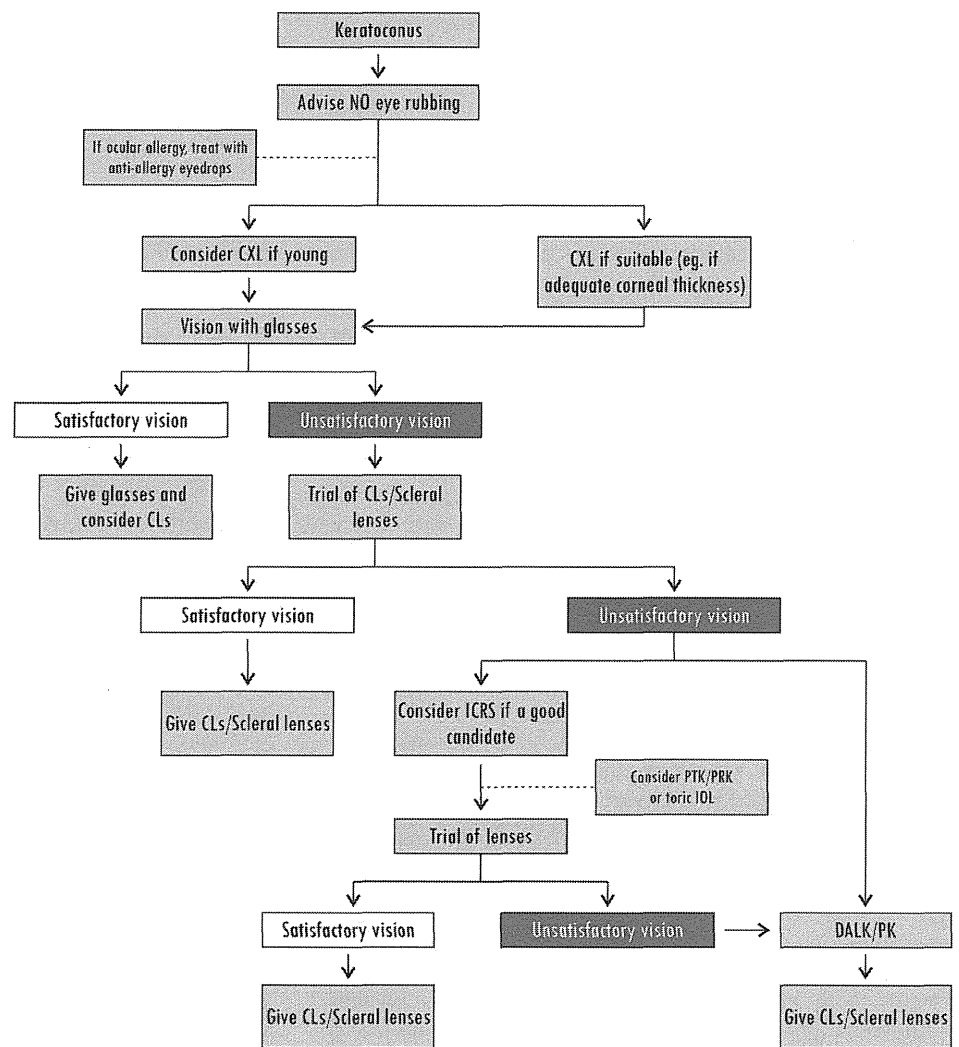 Keratoconus
Advise NO eye rubbing
If ocular allergy, treat with
anti-allergy eyedrops
Consider CXL if young
CXL if suitable (eg. if
adequate corneal thickness)
Vision with glasses
Satisfactory vision
Unsatisfactory vision
Give glasses and
consider CLs
Trial of CLs/Scleral
lenses
Satisfactory vision
Unsatisfactory vision
Give CLs/Scleral lenses
Consider ICRS if a good
candidate
Consider PTK/PRK
or toric IOL
Trial of lenses
Satisfactory vision
Unsatisfactory vision
DALK/PK
Give CLs/Scleral lenses
Give CLs/Scleral lenses